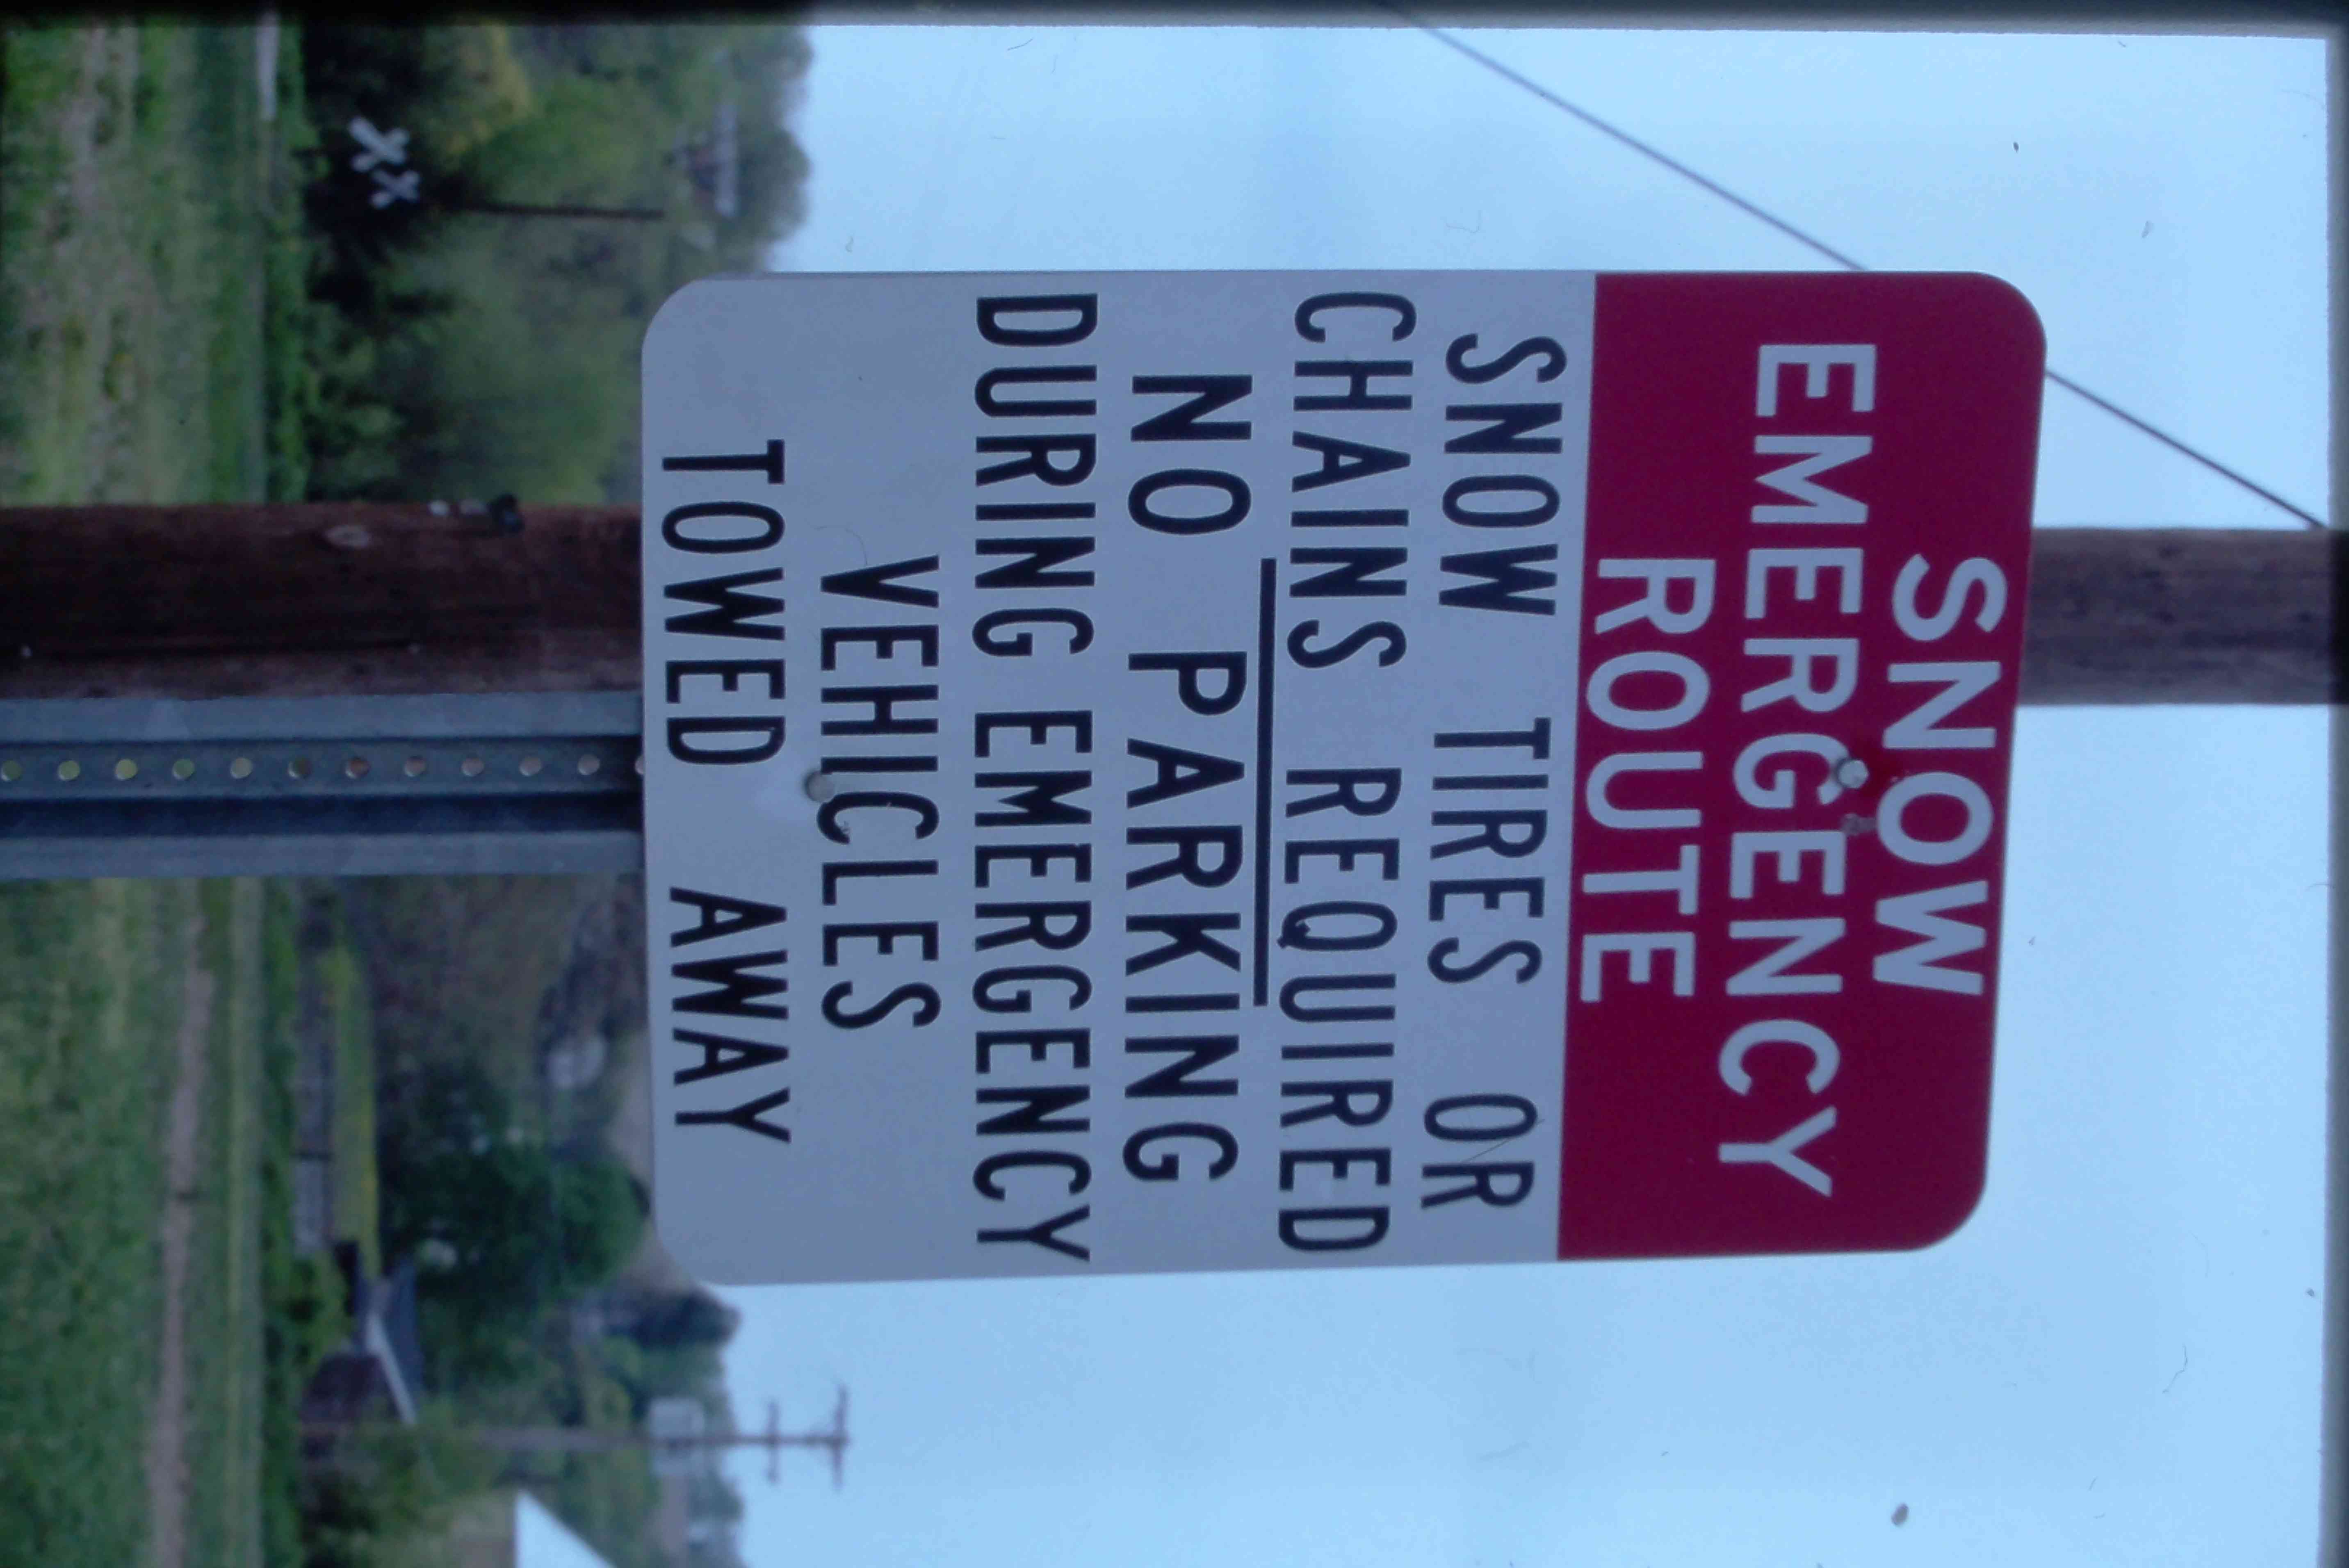 SNOW
EMERGENCY
ROUTE
SNOW TIRES OR
CHAINS REQUIRED
NO PARKING
DURING EMERGENCY
VEHICLES
TOWED AWAY